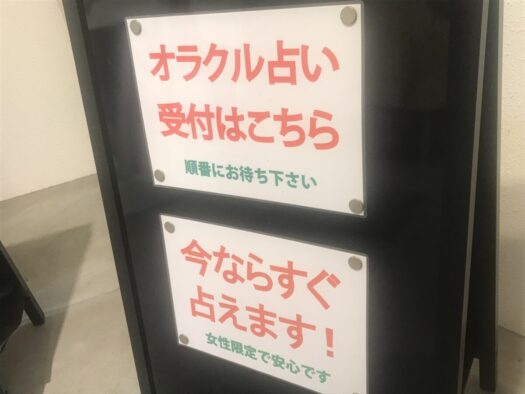 オラクル占い
受付はこちら
順番にお待ち下さい
今ならすぐ
占えます！
女性限定で安心です